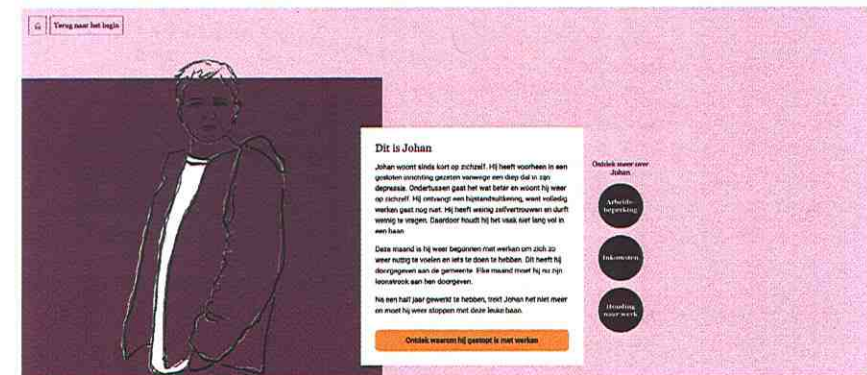 Terug naar het begin
Dit is Johan
Johan woont sinds kort op zichzelf. Hij heeft voorheen in een
gesloten inrichting gezeten vanwege een diep dal in zijn
depressie. Ondertussen gaat het wat beter en woont hij weer
op zichzelf. Hij ontvangt een bijstandsuitkering, want volledig
werken gaat nog niet. Hij heeft weinig zelfvertrouwen en durft
weinig te vragen. Daardoor houdt hij het vaak niet lang vol in
een baan.
Deze maand is hij weer begonnen met werken om zich zo
weer nuttig te voelen en iets te doen te hebben. Dit heeft hij
doorgegeven aan de gemeente. Elke maand moet hij nu zijn
loonstrook aan hen doorgeven.
Na een half jaar gewerkt te hebben, trekt Johan het niet meer
en moet hij weer stoppen met deze leuke baan.
Ontdek waarom hij gestopt is met werken
Ontdek meer over
Johan
Arbeids-
beperking
Inkomsten
Houding
naar werk